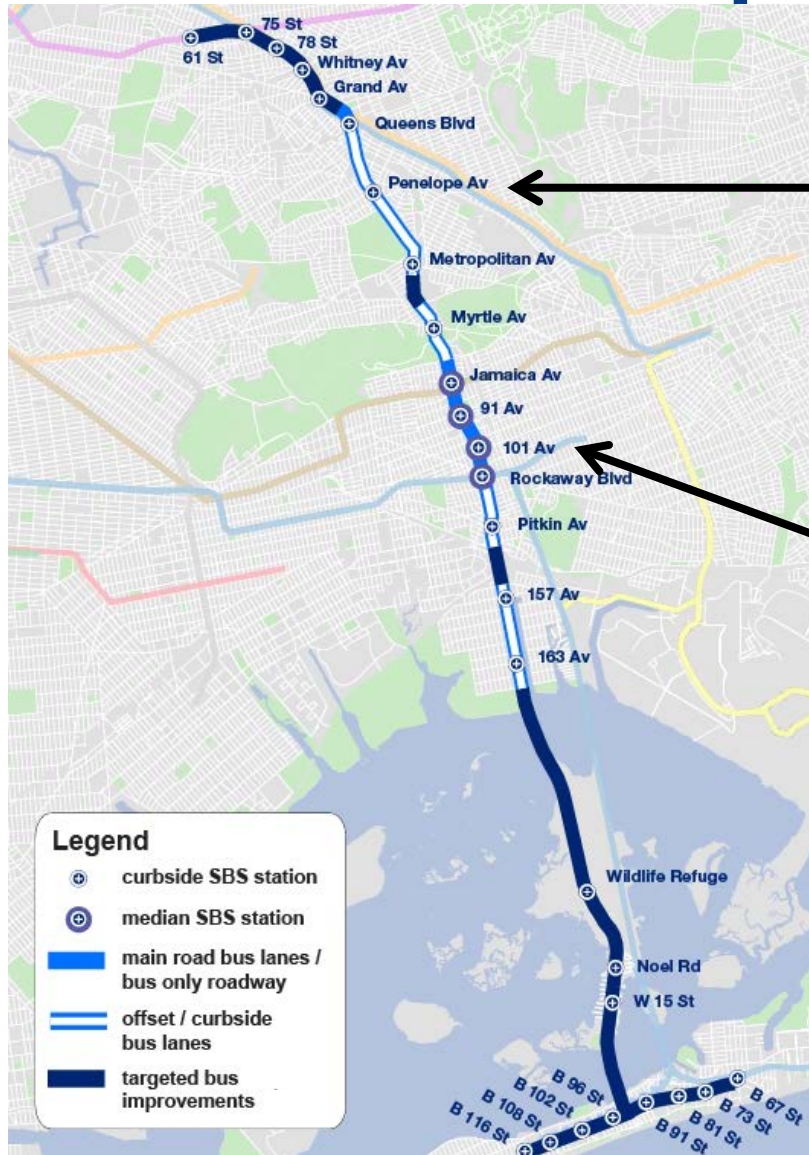 75 St
61 St
78 St
Whitney Av
Grand Av
Queens Blvd
Penelope Av
Metropolitan Av
Myrtle Av
Jamaica Av
91 Av
101 Av
Rockaway Blvd
Pitkin Av
157 Av
163 Av
Wildlife Refuge
Noel Rd
W 15 St
B 96 St
B 102 St
B 108 St
B 116 St
B 67 St
B 73 St
B 81 St
B 91 St
Legend
curbside SBS station
median SBS station
main road bus lanes /
bus only roadway
offset / curbside
bus lanes
targeted bus
improvements